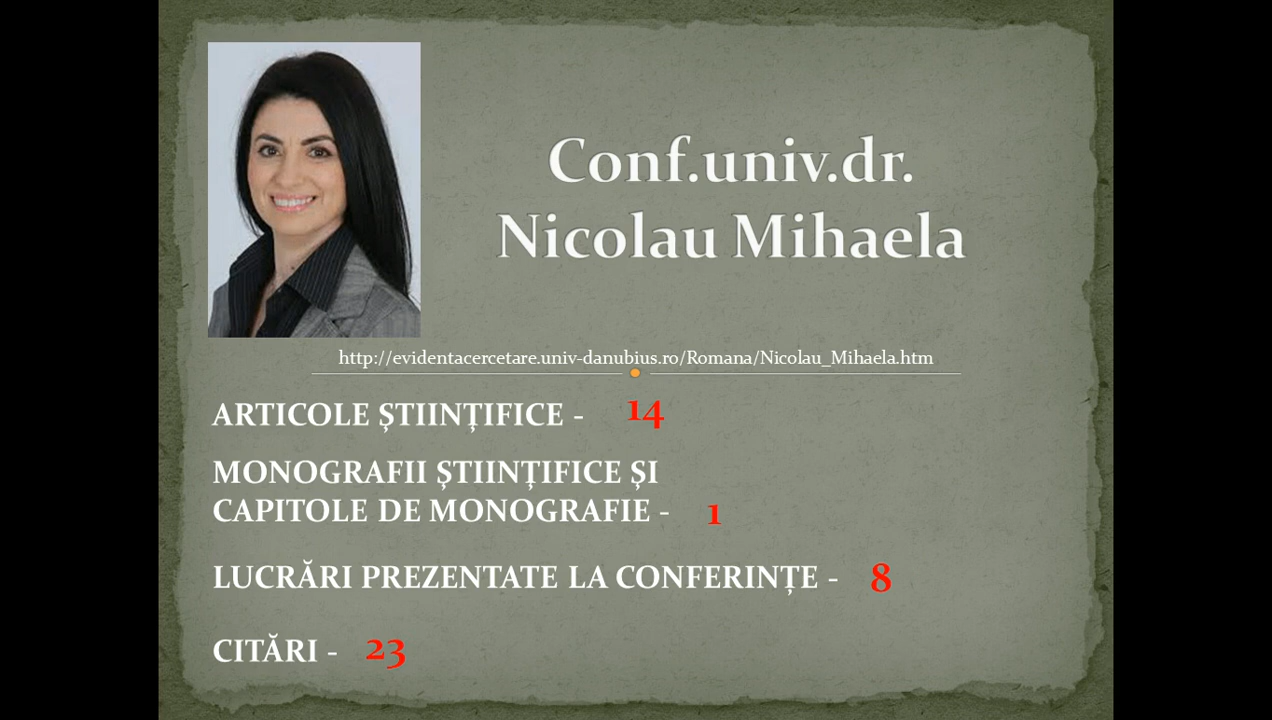 Conf.univ.dr.
Nicolau Mihaela
http://evidentacercetare.univ-danubius.ro/Romana/Nicolau_Mihaela.htm
ARTICOLE ȘTIINȚIFICE - 14
MONOGRAFII ȘTIINȚIFICE ȘI
CAPITOLE DE MONOGRAFIE - 1
LUCRĂRI PREZENTATE LA CONFERINȚE - 8
CITĂRI - 23